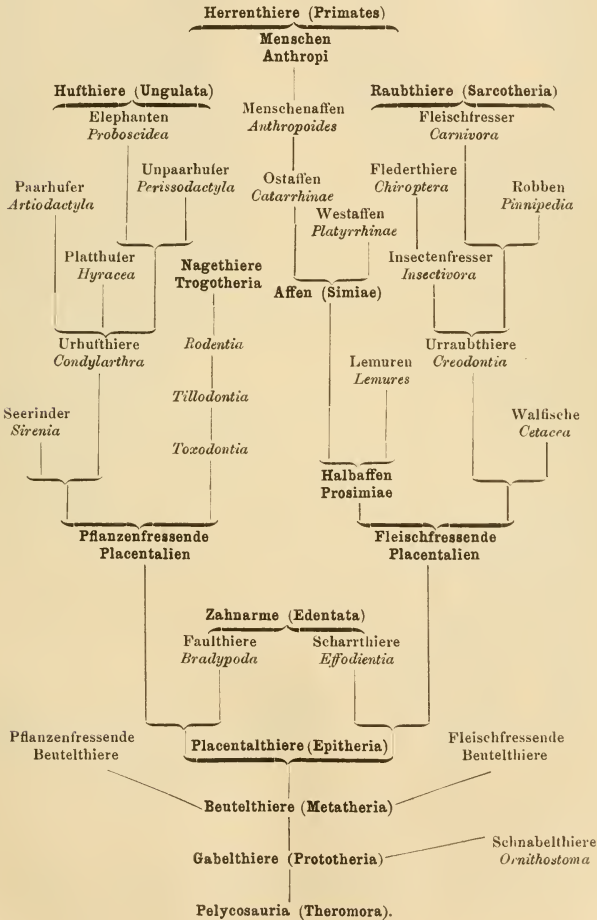 Herrenthiere (Primates)
Menschen
Anthropi
Hufthiere (Ungulata)
Elephanten
Proboscidea
Menschenaffen
Anthropoides
Raubthiere (Sarcotheria)
Fleischfresser
Carnivora
Paarhufer
Artiodactyla
Unpaarhufer
Perissodactyla
Ostaffen
Catarrhinae
Westaffen
Platyrrhinae
Flederthiere
Chiroptera
Robben
Pinnipedia
Platthufer
Hyracea
Nagethiere
Trogotheria
Affen (Simiae)
Insectenfresser
Insectivora
Urhufthiere
Condylarthra
Rodentia
Lemuren
Lemures
Urraubthiere
Creodontia
Tillodontia
Seerinder
Sirenia
Toxodontia
Walfische
Cetacea
Halbaffen
Prosimiae
Pflanzenfressende
Placentalien
Fleischfressende
Placentalien
Zahnarme (Edentata)
Faulthiere
Bradypoda
Scharrthiere
Effodientia
Pflanzenfressende
Beutelthiere
Placentalthiere (Epitheria)
Fleischfressende
Beutelthiere
Beutelthiere (Metatheria)
Gabelthiere (Prototheria)
Schnabelthiere
Ornithostoma
Pelycosauria (Theromora).